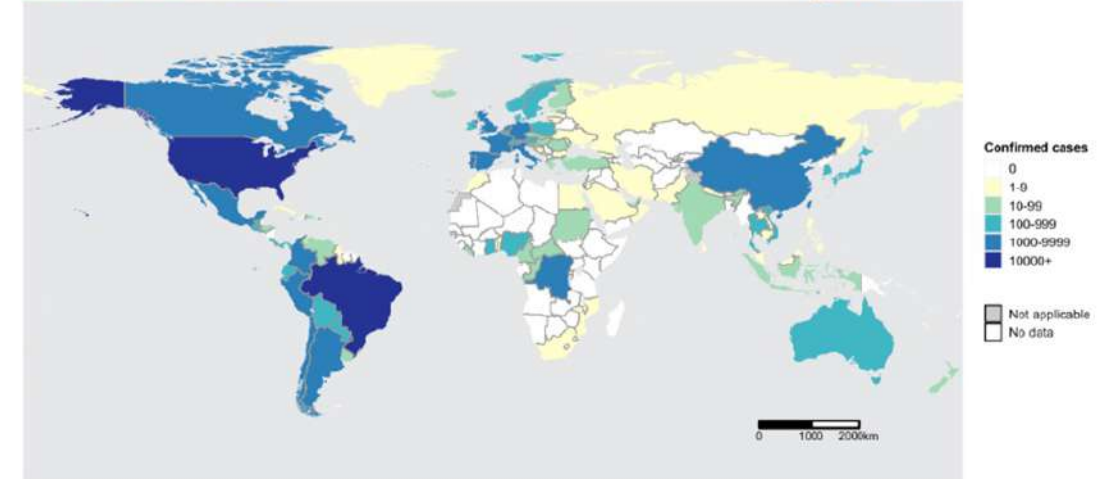 Confirmed cases
0
1-9
10-99
100-999
1000-9999
10000+
Not applicable
No data
0 1000 2000km